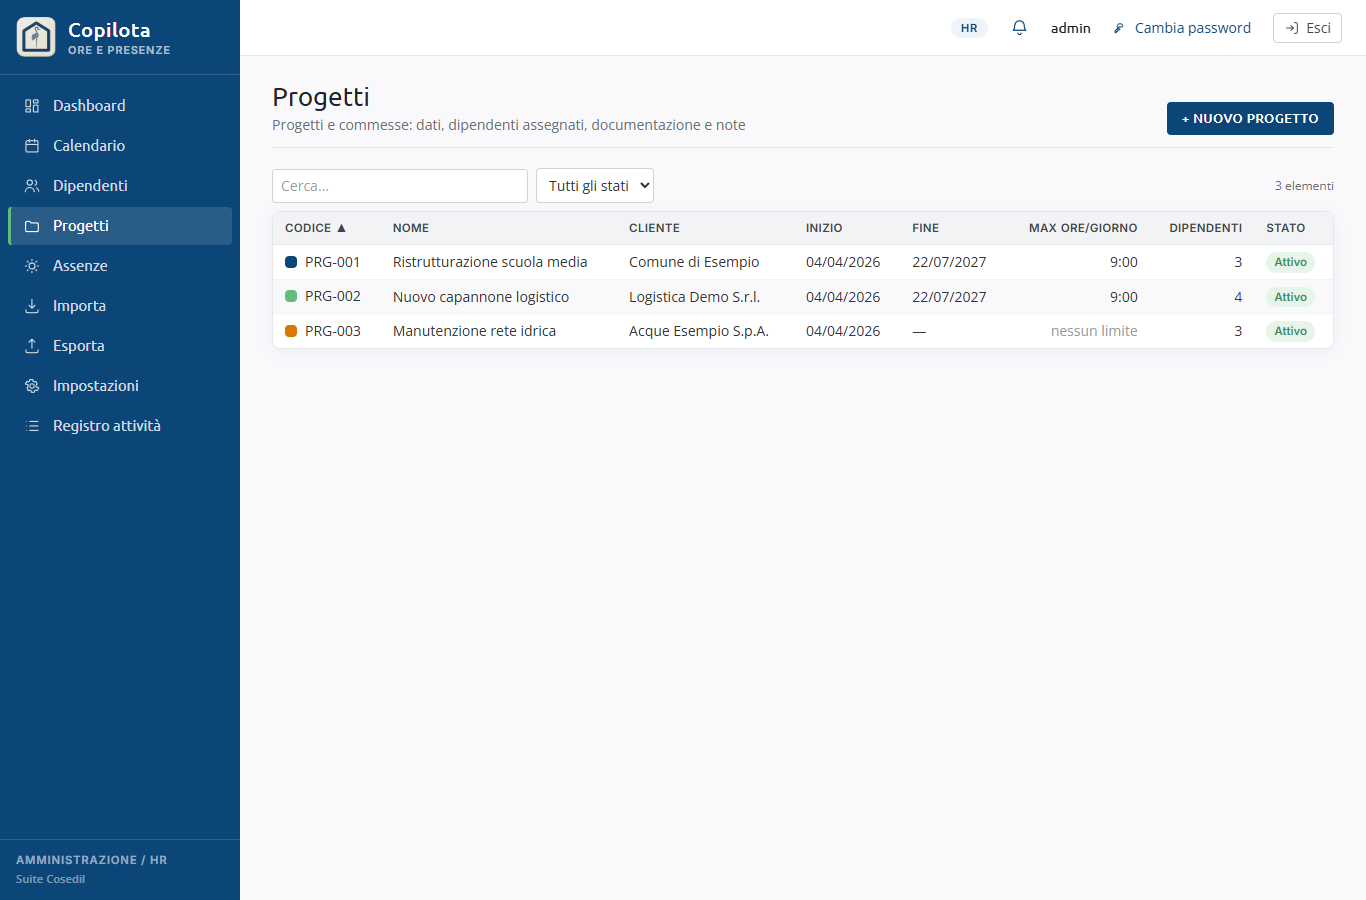 Copilota
ORE E PRESENZE
Dashboard
Calendario
Dipendenti
Progetti
Assenze
Importa
Esporta
Impostazioni
Registro attività
AMMINISTRAZIONE / HR
Suite Cosedil
HR admin Cambia password Esci
Progetti
Progetti e commesse: dati, dipendenti assegnati, documentazione e note
+ NUOVO PROGETTO
Cerca... Tutti gli stati 3 elementi
CODICE ▲ NOME CLIENTE INIZIO FINE MAX ORE/GIORNO DIPENDENTI STATO
PRG-001 Ristrutturazione scuola media Comune di Esempio 04/04/2026 22/07/2027 9:00 3 Attivo
PRG-002 Nuovo capannone logistico Logistica Demo S.r.l. 04/04/2026 22/07/2027 9:00 4 Attivo
PRG-003 Manutenzione rete idrica Acque Esempio S.p.A. 04/04/2026 — nessun limite 3 Attivo